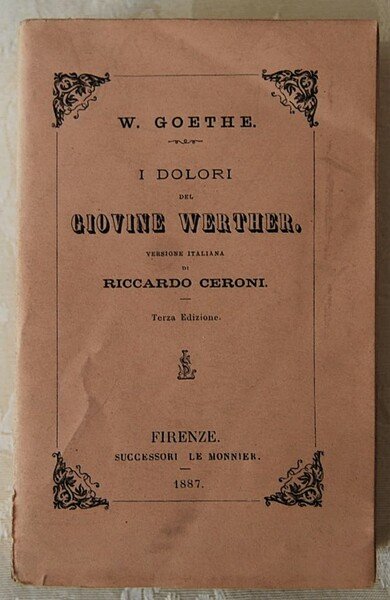 W. GOETHE.
I DOLORI
DEL
GIOVINE WERTHER.
VERSIONE ITALIANA
DI
RICCARDO CERONI.
Terza Edizione.
FIRENZE.
SUCCESSORI LE MONNIER.
1887.